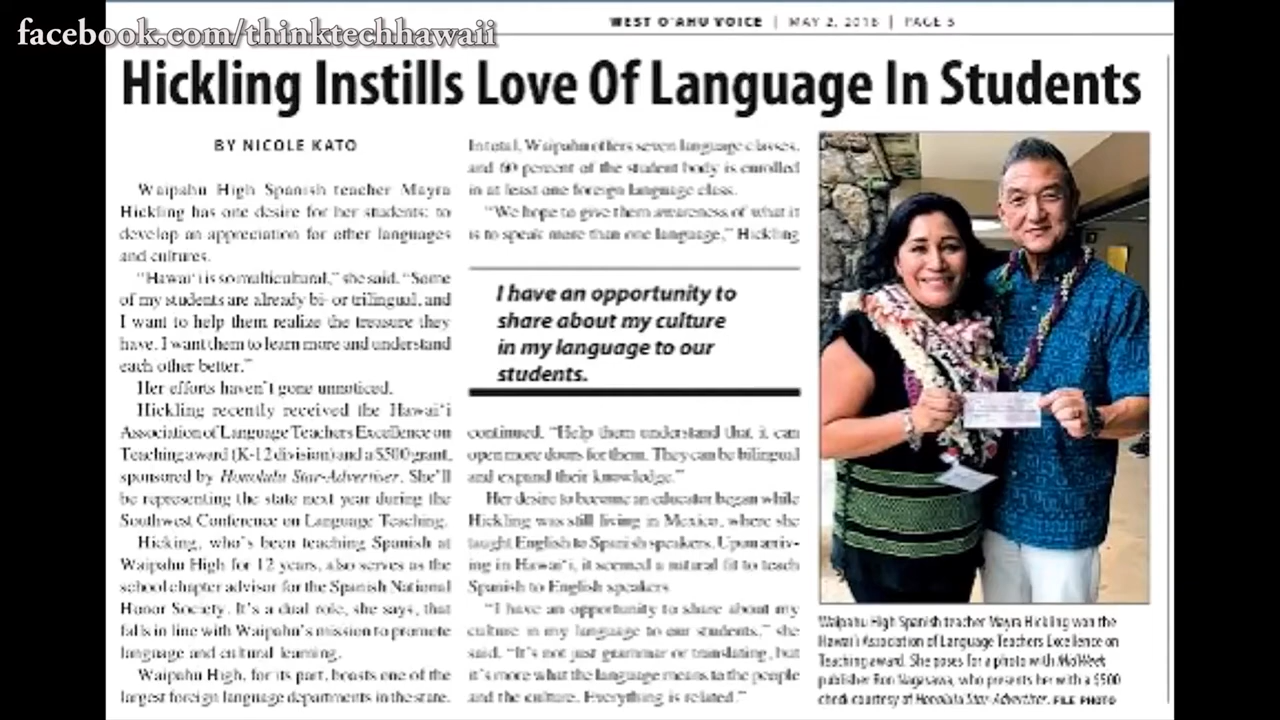 facebook.com/thinktechhawaii
WEST O'AHU VOICE | MAY 2, 2018 | PAGE 5
Hickling Instills Love Of Language In Students
BY NICOLE KATO
Waipahu High Spanish teacher Mayra
Hickling has one desire for her students: to
develop an appreciation for other languages
and cultures.
"Hawai'i is so multicultural," she said. "Some
of my students are already bi- or trilingual, and
I want to help them realize the treasure they
have. I want them to learn more and understand
each other better."
Her efforts haven't gone unnoticed.
Hickling recently received the Hawai'i
Association of Language Teachers Excellence on
Teaching award (K-12 division) and a $500 grant,
sponsored by Honolulu Star-Advertiser. She'll
be representing the state next year during the
Southwest Conference on Language Teaching.
Hicking, who's been teaching Spanish at
Waipahu High for 12 years, also serves as the
school chapter advisor for the Spanish National
Honor Society. It's a dual role, she says, that
falls in line with Waipahu's mission to promote
language and cultural learning.
Waipahu High, for its part, boasts one of the
largest foreign language departments in the state.
In total, Waipahu offers seven language classes,
and 60 percent of the student body is enrolled
in at least one foreign language class.
"We hope to give them awareness of what it
is to speak more than one language," Hickling
I have an opportunity to
share about my culture
in my language to our
students.
continued. "Help them understand that it can
open more doors for them. They can be bilingual
and expand their knowledge."
Her desire to become an educator began while
Hickling was still living in Mexico, where she
taught English to Spanish speakers. Upon arriv-
ing in Hawai'i, it seemed a natural fit to teach
Spanish to English speakers
"I have an opportunity to share about my
culture in my language to our students," she
said. "It's not just grammar or translating, but
it's more what the language means to the people
and the culture. Everything is related."
Waipahu High Spanish teacher Mayra Hickling won the
Hawai'i Association of Language Teachers Excellence on
Teaching award. She poses for a photo with MidWeek
publisher Ron Nagasawa, who presents her with a $500
check courtesy of Honolulu Star-Advertiser. FILE PHOTO